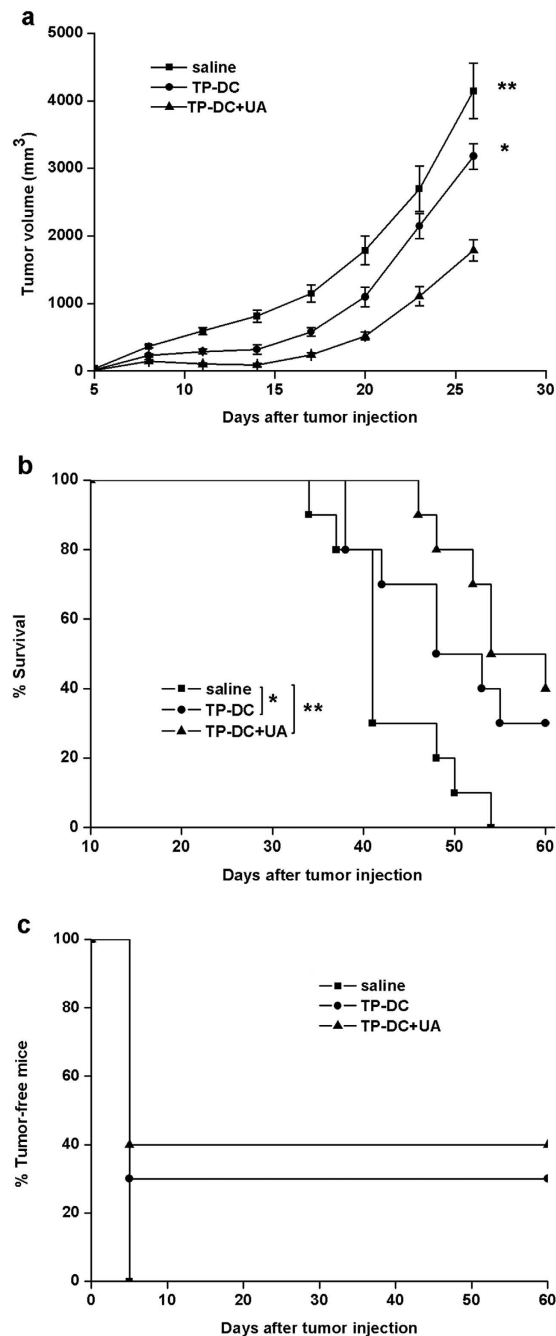 a
5000
4000
3000
2000
1000
0
Tumor volume (mm³)
saline
TP-DC
TP-DC+UA
**
*
5 10 15 20 25 30
Days after tumor injection
b
100
80
60
40
20
0
% Survival
saline
TP-DC
TP-DC+UA
*
**
10 20 30 40 50 60
Days after tumor injection
c
100
80
60
40
20
0
% Tumor-free mice
saline
TP-DC
TP-DC+UA
0 10 20 30 40 50 60
Days after tumor injection